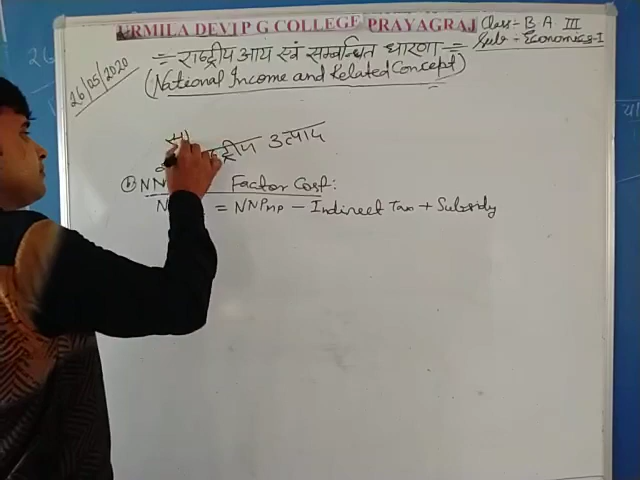 URMILA DEVI P G COLLEGE PRAYAGRAJ
Class:- B. A. III
Sub:- Economics-I
26/05/2020
= राष्ट्रीय आय एवं सम्बन्धित धारणा =
(National Income and Related Concept)
राष्ट्रीय उत्पाद
(b) NN Factor Cost:
N = NNPMP - Indirect Tax + Subsidy